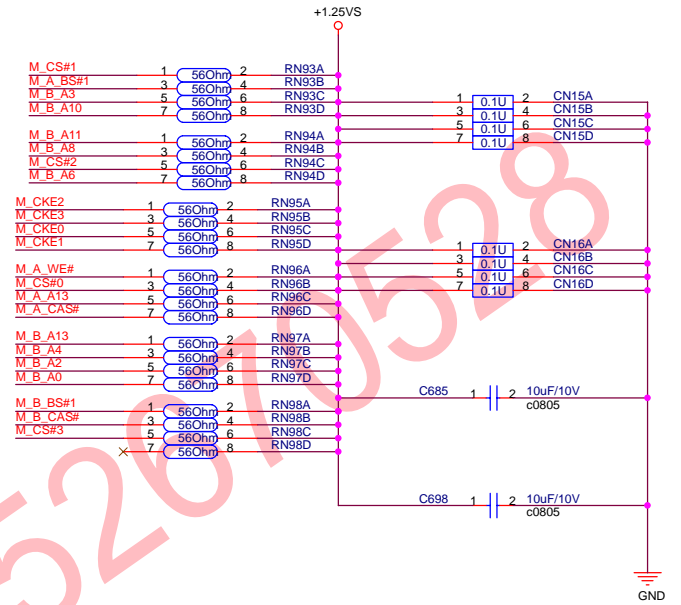 +1.25VS
M_CS#1 1 56Ohm 2 RN93A
M_A_BS#1 3 56Ohm 4 RN93B
M_B_A3 5 56Ohm 6 RN93C
M_B_A10 7 56Ohm 8 RN93D
1 0.1U 2 CN15A
3 0.1U 4 CN15B
5 0.1U 6 CN15C
7 0.1U 8 CN15D
M_B_A11 1 56Ohm 2 RN94A
M_B_A8 3 56Ohm 4 RN94B
M_CS#2 5 56Ohm 6 RN94C
M_B_A6 7 56Ohm 8 RN94D
M_CKE2 1 56Ohm 2 RN95A
M_CKE3 3 56Ohm 4 RN95B
M_CKE0 5 56Ohm 6 RN95C
M_CKE1 7 56Ohm 8 RN95D
1 0.1U 2 CN16A
3 0.1U 4 CN16B
5 0.1U 6 CN16C
7 0.1U 8 CN16D
M_A_WE# 1 56Ohm 2 RN96A
M_CS#0 3 56Ohm 4 RN96B
M_A_A13 5 56Ohm 6 RN96C
M_A_CAS# 7 56Ohm 8 RN96D
M_B_A13 1 56Ohm 2 RN97A
M_B_A4 3 56Ohm 4 RN97B
M_B_A2 5 56Ohm 6 RN97C
M_B_A0 7 56Ohm 8 RN97D
C685 1 2 10uF/10V
c0805
M_B_BS#1 1 56Ohm 2 RN98A
M_B_CAS# 3 56Ohm 4 RN98B
M_CS#3 5 56Ohm 6 RN98C
7 56Ohm 8 RN98D
C698 1 2 10uF/10V
c0805
GND
526770528